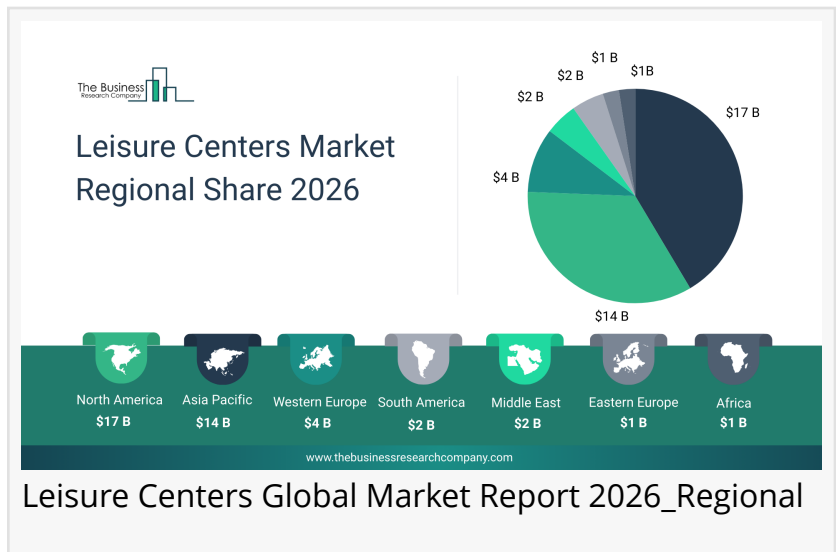 The Business
Research Company
Leisure Centers Market
Regional Share 2026
$1 B
$1B
$2 B
$2 B
$17 B
$4 B
$14 B
North America
$17 B
Asia Pacific
$14 B
Western Europe
$4 B
South America
$2 B
Middle East
$2 B
Eastern Europe
$1 B
Africa
$1 B
www.thebusinessresearchcompany.com
Leisure Centers Global Market Report 2026_Regional